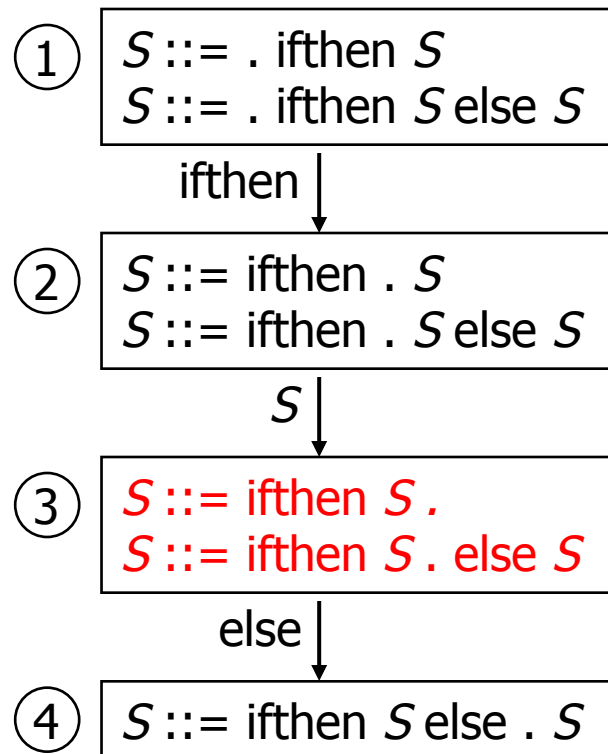 1
S ::= . ifthen S
S ::= . ifthen S else S
ifthen
2
S ::= ifthen . S
S ::= ifthen . S else S
S
3
S ::= ifthen S .
S ::= ifthen S . else S
else
4
S ::= ifthen S else . S